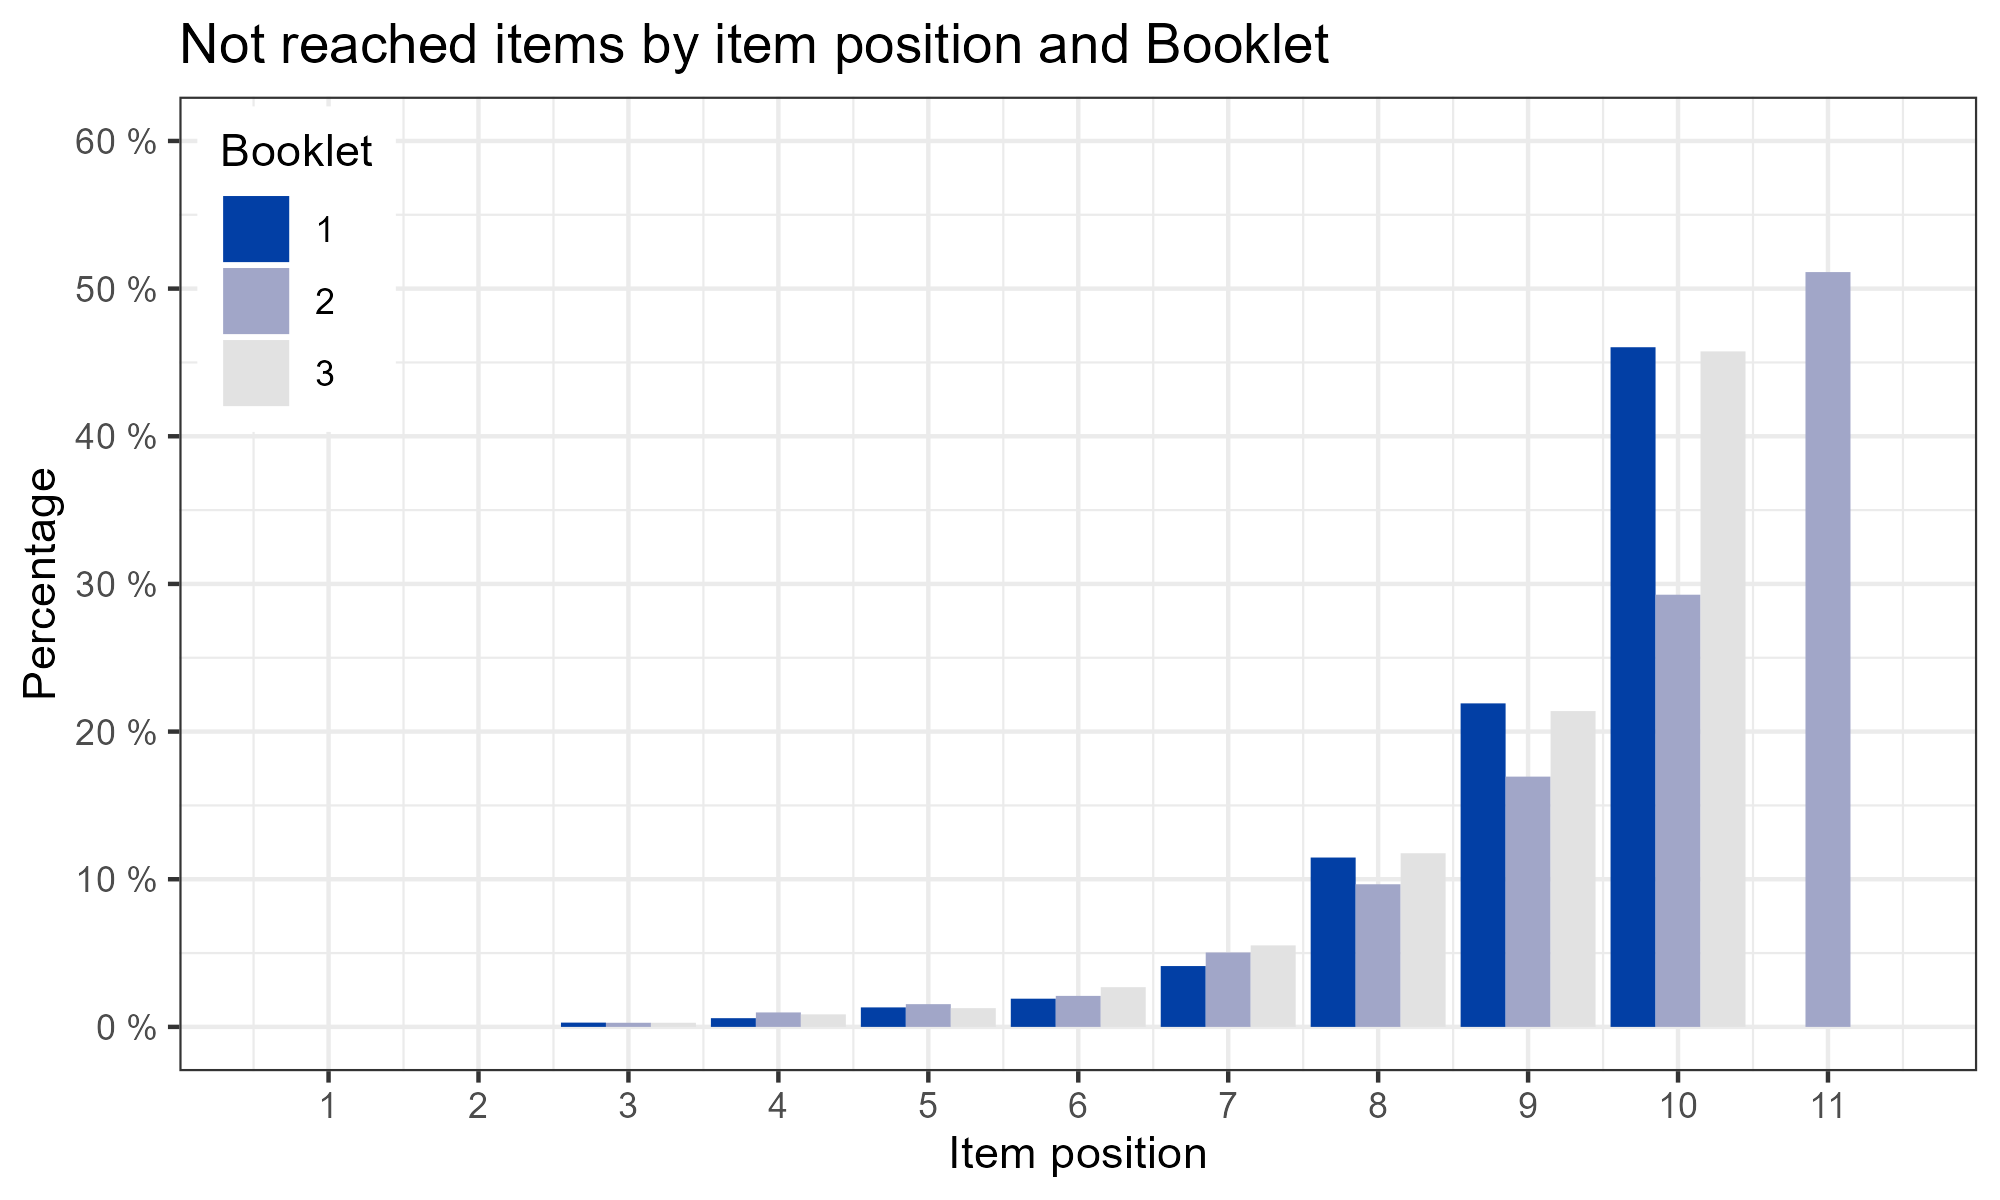 Not reached items by item position and Booklet
Booklet
1
2
3
60 %
50 %
40 %
30 %
20 %
10 %
0 %
Percentage
1 2 3 4 5 6 7 8 9 10 11
Item position